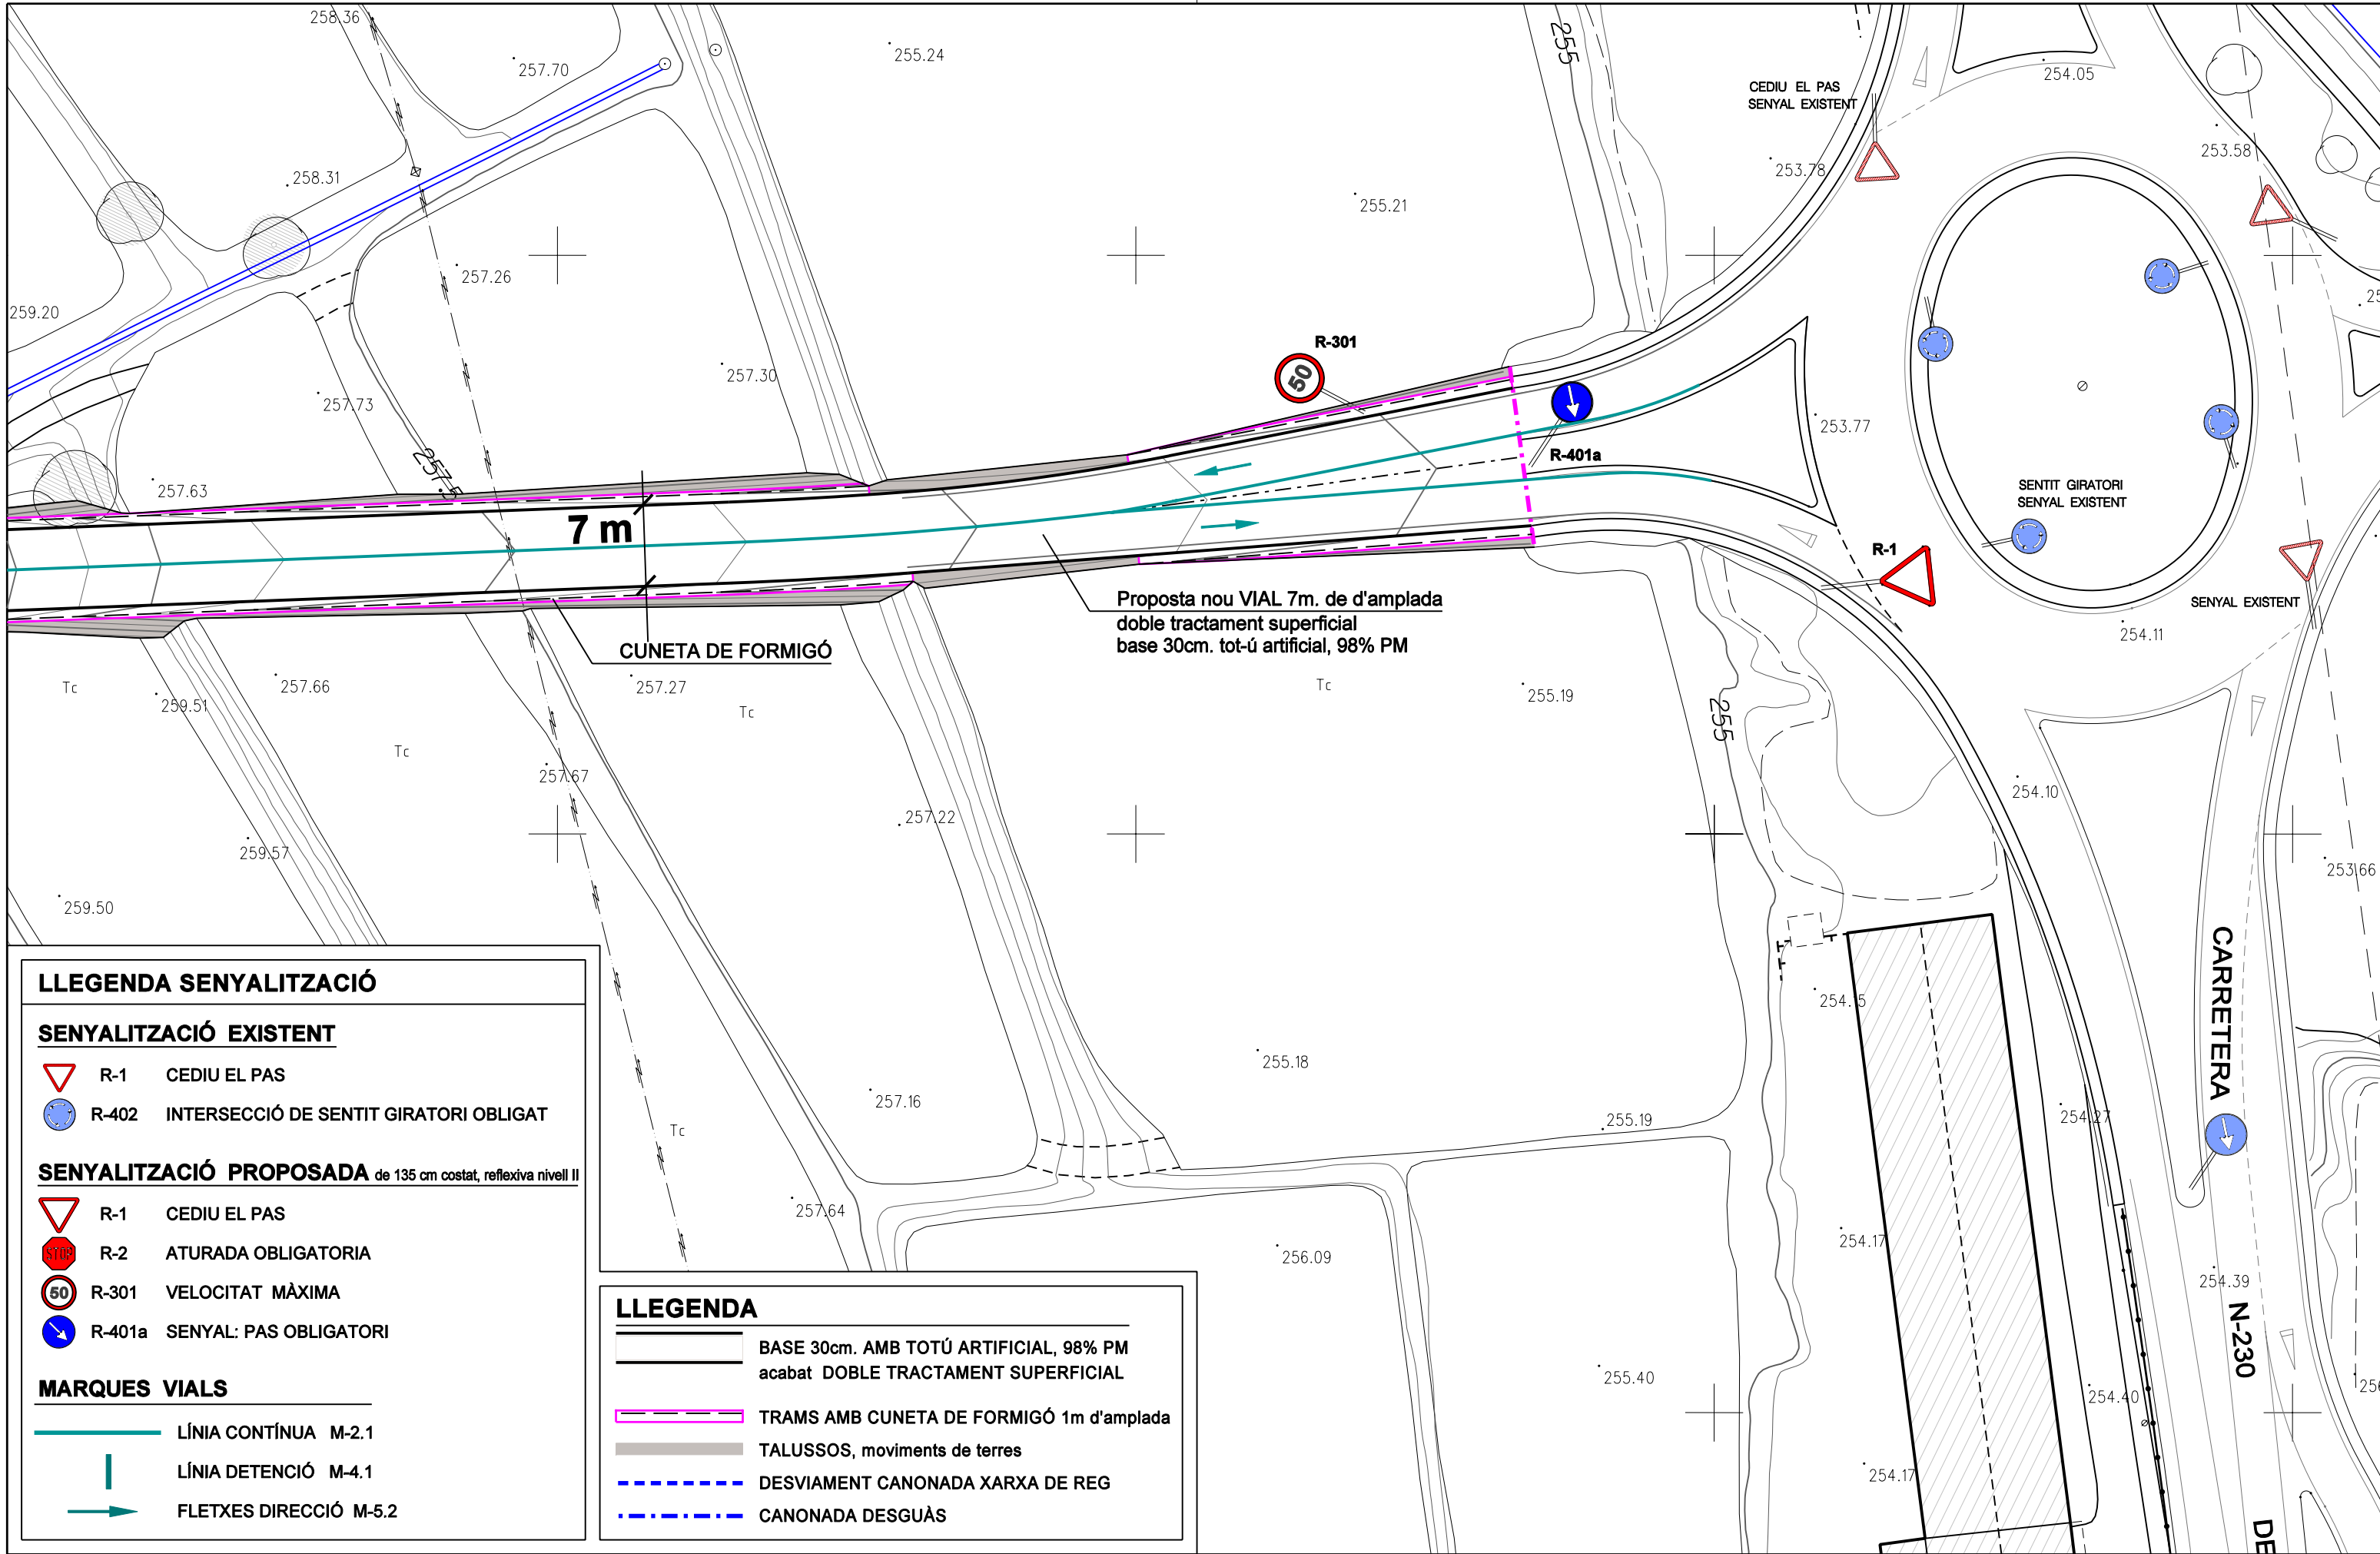 258.36
257.70
255.24
255
CEDIU EL PAS
SENYAL EXISTENT
254.05
253.58
258.31
253.78
255.21
257.26
259.20
R-301
50
257.30
257.73
253.77
R-401a
257.5
257.63
7 m
SENTIT GIRATORI
SENYAL EXISTENT
R-1
SENYAL EXISTENT
Proposta nou VIAL 7m. de d'amplada
doble tractament superficial
base 30cm. tot-ú artificial, 98% PM
CUNETA DE FORMIGÓ
254.11
Tc
259.51
257.66
257.27
Tc
Tc
255.19
255
Tc
257.67
254.10
257.22
259.57
253.66
259.50
CARRETERA
254.15
255.18
257.16
Tc
255.19
254.27
257.64
256.09
254.17
254.39
N-230
255.40
254.40
254.17
DE
LLEGENDA SENYALITZACIÓ
SENYALITZACIÓ EXISTENT
R-1 CEDIU EL PAS
R-402 INTERSECCIÓ DE SENTIT GIRATORI OBLIGAT
SENYALITZACIÓ PROPOSADA de 135 cm costat, reflexiva nivell II
R-1 CEDIU EL PAS
STOP R-2 ATURADA OBLIGATORIA
50 R-301 VELOCITAT MÀXIMA
R-401a SENYAL: PAS OBLIGATORI
MARQUES VIALS
LÍNIA CONTÍNUA M-2.1
LÍNIA DETENCIÓ M-4.1
FLETXES DIRECCIÓ M-5.2
LLEGENDA
BASE 30cm. AMB TOTÚ ARTIFICIAL, 98% PM
acabat DOBLE TRACTAMENT SUPERFICIAL
TRAMS AMB CUNETA DE FORMIGÓ 1m d'amplada
TALUSSOS, moviments de terres
DESVIAMENT CANONADA XARXA DE REG
CANONADA DESGUÀS